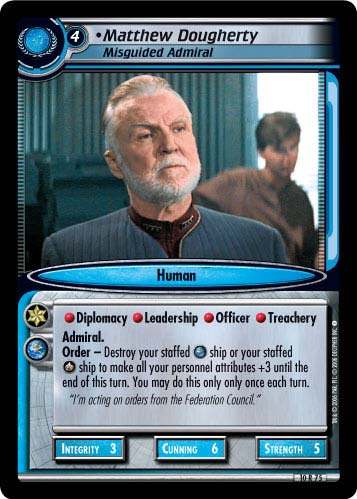 4
•Matthew Dougherty
Misguided Admiral
Human
Diplomacy Leadership Officer Treachery
Admiral.
Order – Destroy your staffed ship or your staffed
ship to make all your personnel attributes +3 until the
end of this turn. You may do this only only once each turn.
"I'm acting on orders from the Federation Council."
INTEGRITY 3 CUNNING 6 STRENGTH 5
10 R 75